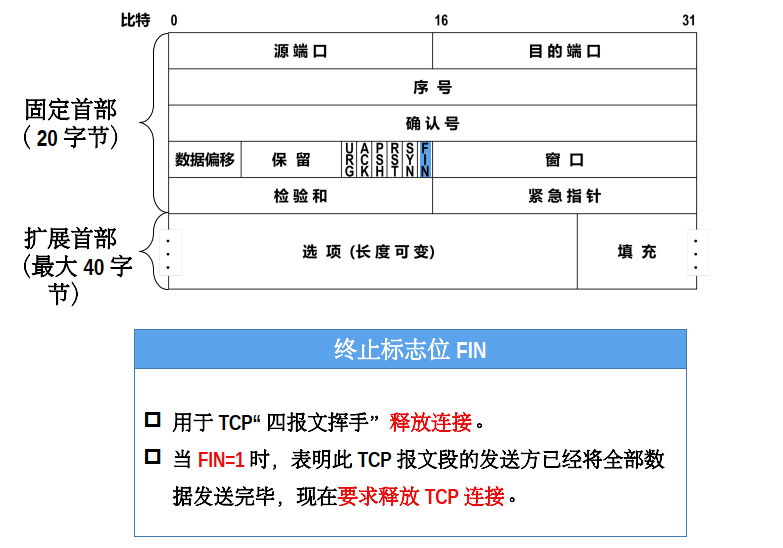 比特 0 16 31
源端口 目的端口
序号
固定首部
（20 字节）
确认号
数据偏移 保留 URG ACK PSH RST SYN FIN 窗口
检验和 紧急指针
扩展首部
（最大 40 字
节）
选项 (长度可变) 填充
终止标志位 FIN
用于 TCP“ 四报文挥手” 释放连接。
当 FIN=1 时，表明此 TCP 报文段的发送方已经将全部数
据发送完毕，现在要求释放 TCP 连接。